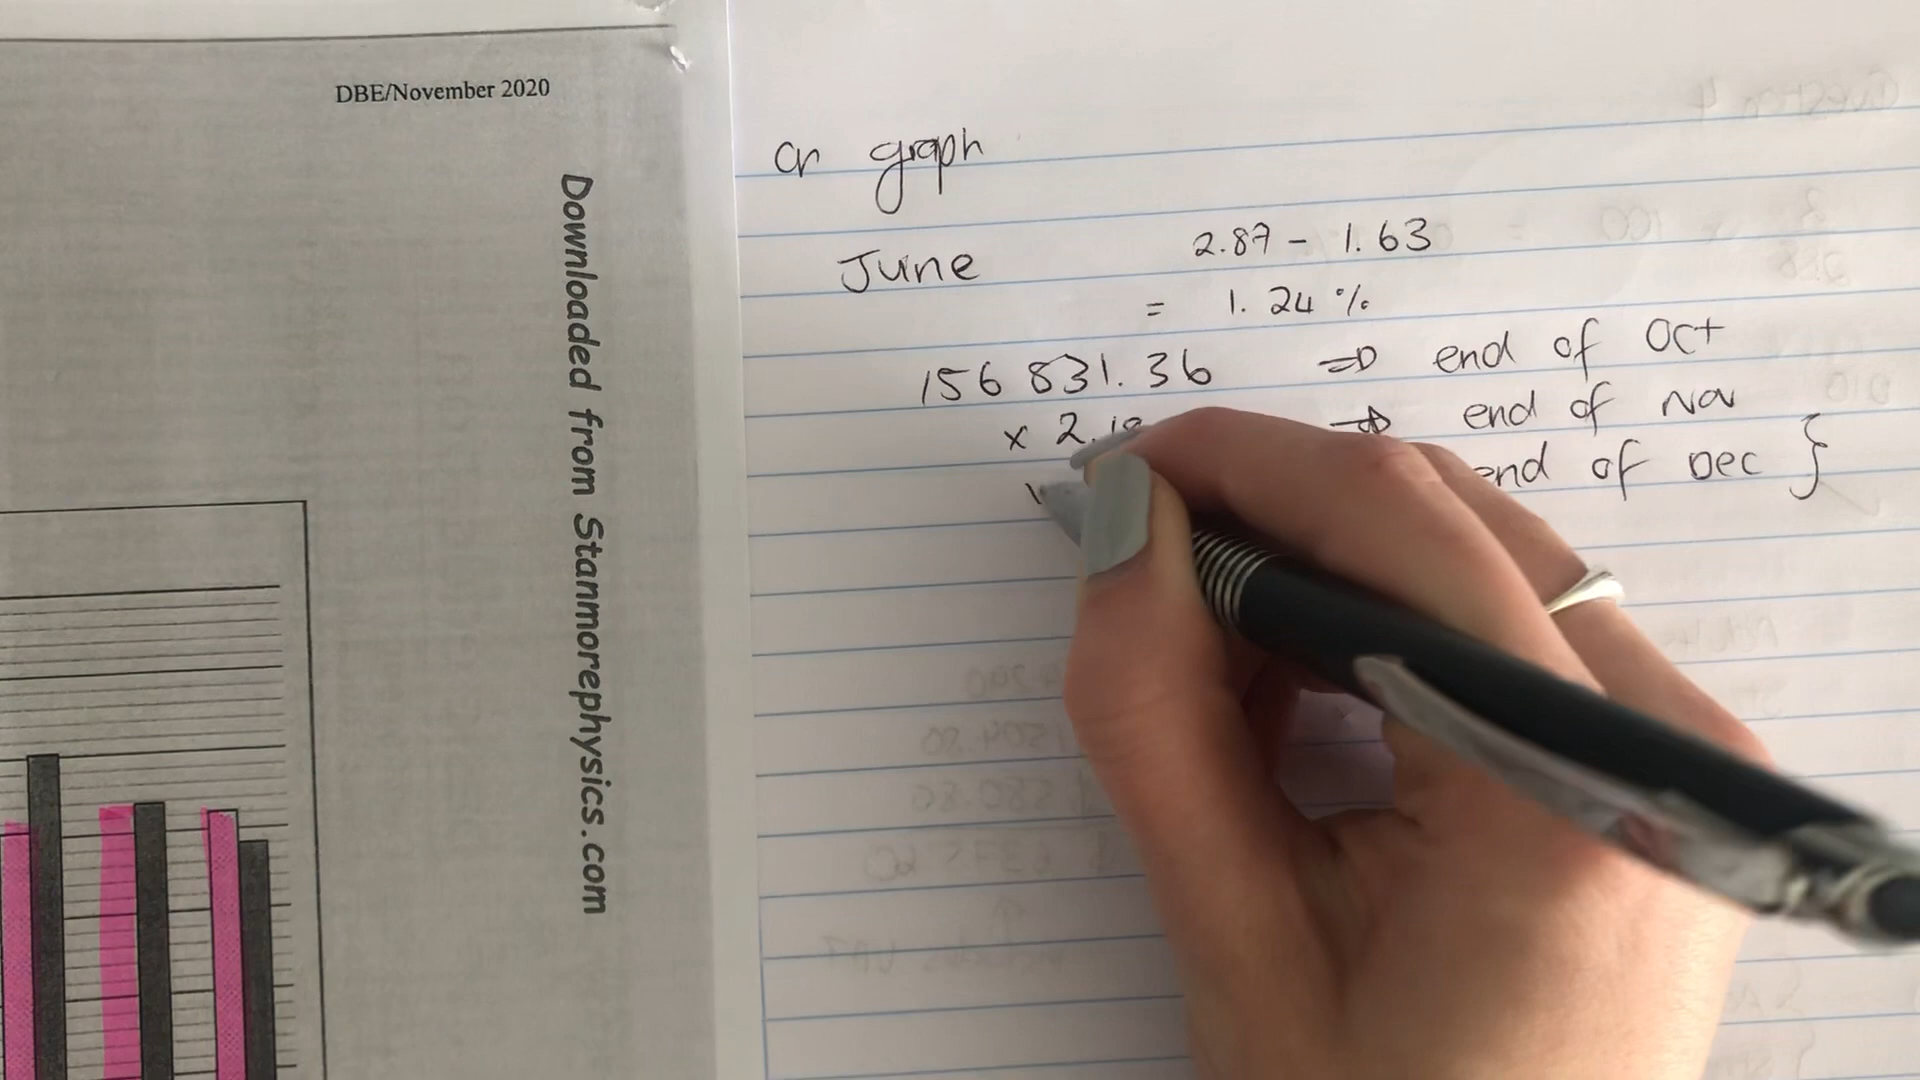 DBE/November 2020
Downloaded from Stanmorephysics.com
graph
June
2.87 - 1.63
= 1.24 %
156 831.36 ⇒ end of Oct
x ⇒ end of Nov
end of Dec }